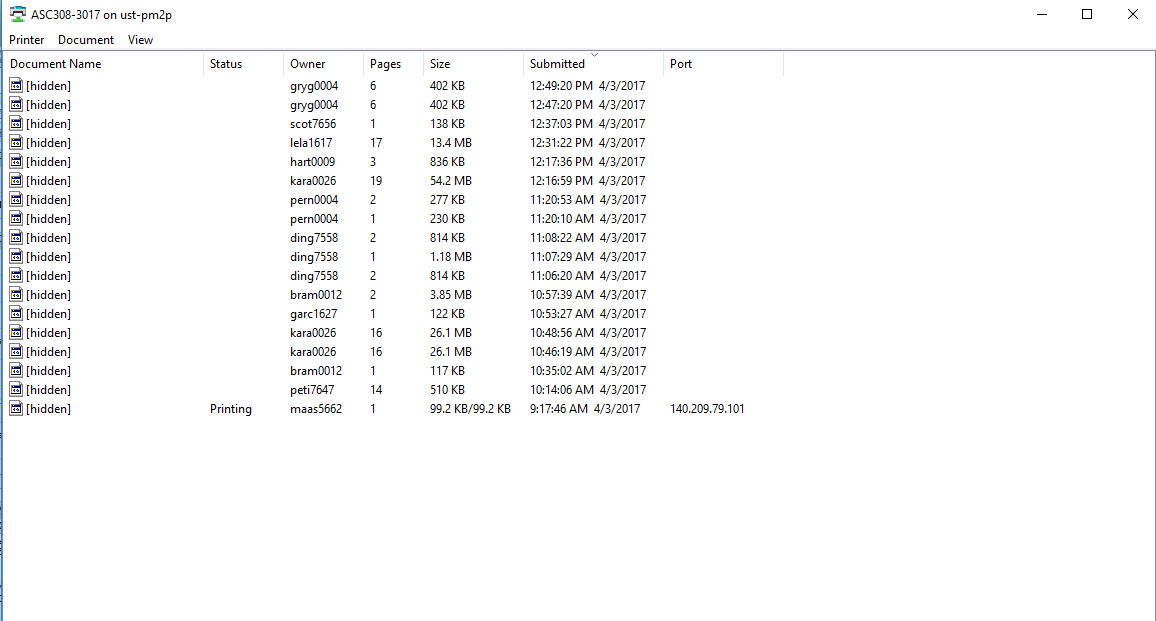 ASC308-3017 on ust-pm2p
Printer Document View
Document Name Status Owner Pages Size Submitted Port
[hidden] gryg0004 6 402 KB 12:49:20 PM 4/3/2017
[hidden] gryg0004 6 402 KB 12:47:20 PM 4/3/2017
[hidden] scot7656 1 138 KB 12:37:03 PM 4/3/2017
[hidden] lela1617 17 13.4 MB 12:31:22 PM 4/3/2017
[hidden] hart0009 3 836 KB 12:17:36 PM 4/3/2017
[hidden] kara0026 19 54.2 MB 12:16:59 PM 4/3/2017
[hidden] pern0004 2 277 KB 11:20:53 AM 4/3/2017
[hidden] pern0004 1 230 KB 11:20:10 AM 4/3/2017
[hidden] ding7558 2 814 KB 11:08:22 AM 4/3/2017
[hidden] ding7558 1 1.18 MB 11:07:29 AM 4/3/2017
[hidden] ding7558 2 814 KB 11:06:20 AM 4/3/2017
[hidden] bram0012 2 3.85 MB 10:57:39 AM 4/3/2017
[hidden] garc1627 1 122 KB 10:53:27 AM 4/3/2017
[hidden] kara0026 16 26.1 MB 10:48:56 AM 4/3/2017
[hidden] kara0026 16 26.1 MB 10:46:19 AM 4/3/2017
[hidden] bram0012 1 117 KB 10:35:02 AM 4/3/2017
[hidden] peti7647 14 510 KB 10:14:06 AM 4/3/2017
[hidden] Printing maas5662 1 99.2 KB/99.2 KB 9:17:46 AM 4/3/2017 140.209.79.101